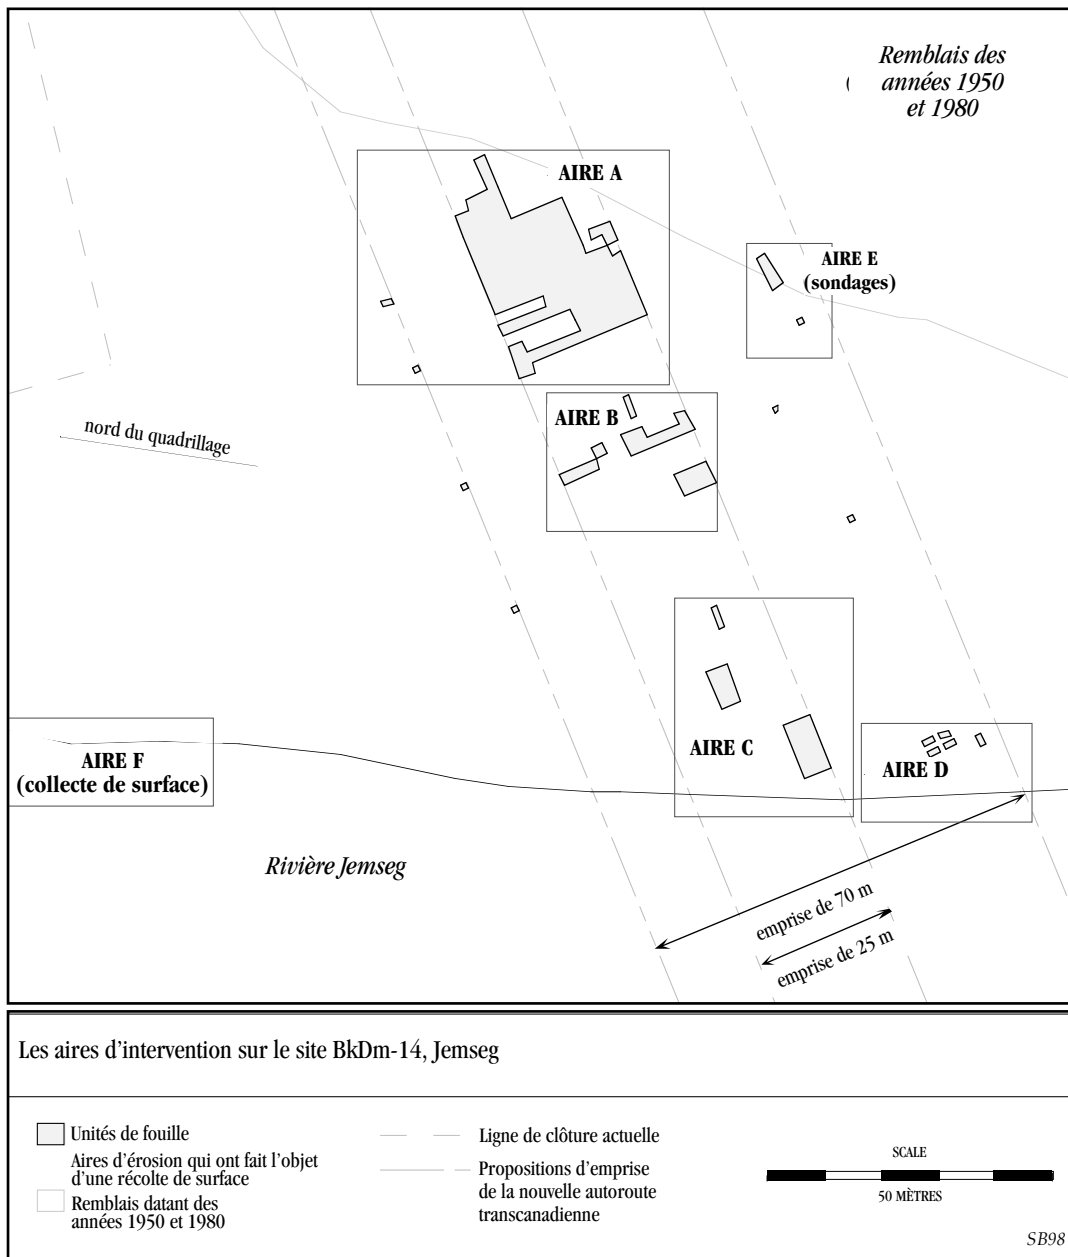 Remblais des
années 1950
et 1980
AIRE A
AIRE E
(sondages)
AIRE B
nord du quadrillage
AIRE C
AIRE D
AIRE F
(collecte de surface)
Rivière Jemseg
emprise de 70 m
emprise de 25 m
Les aires d'intervention sur le site BkDm-14, Jemseg
Unités de fouille
Aires d'érosion qui ont fait l'objet
d'une récolte de surface
Remblais datant des
années 1950 et 1980
Ligne de clôture actuelle
Propositions d'emprise
de la nouvelle autoroute
transcanadienne
SCALE
50 MÈTRES
SB98